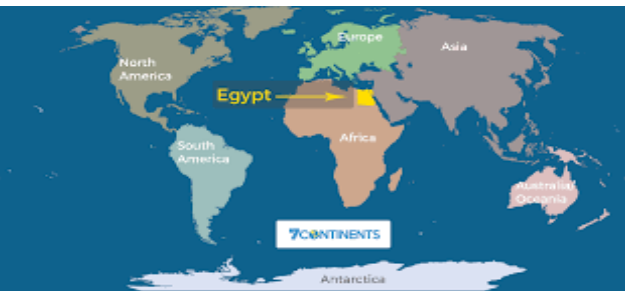 Europe
Asia
North
America
Egypt
Africa
South
America
Australia/
Oceania
7CONTINENTS
Antarctica